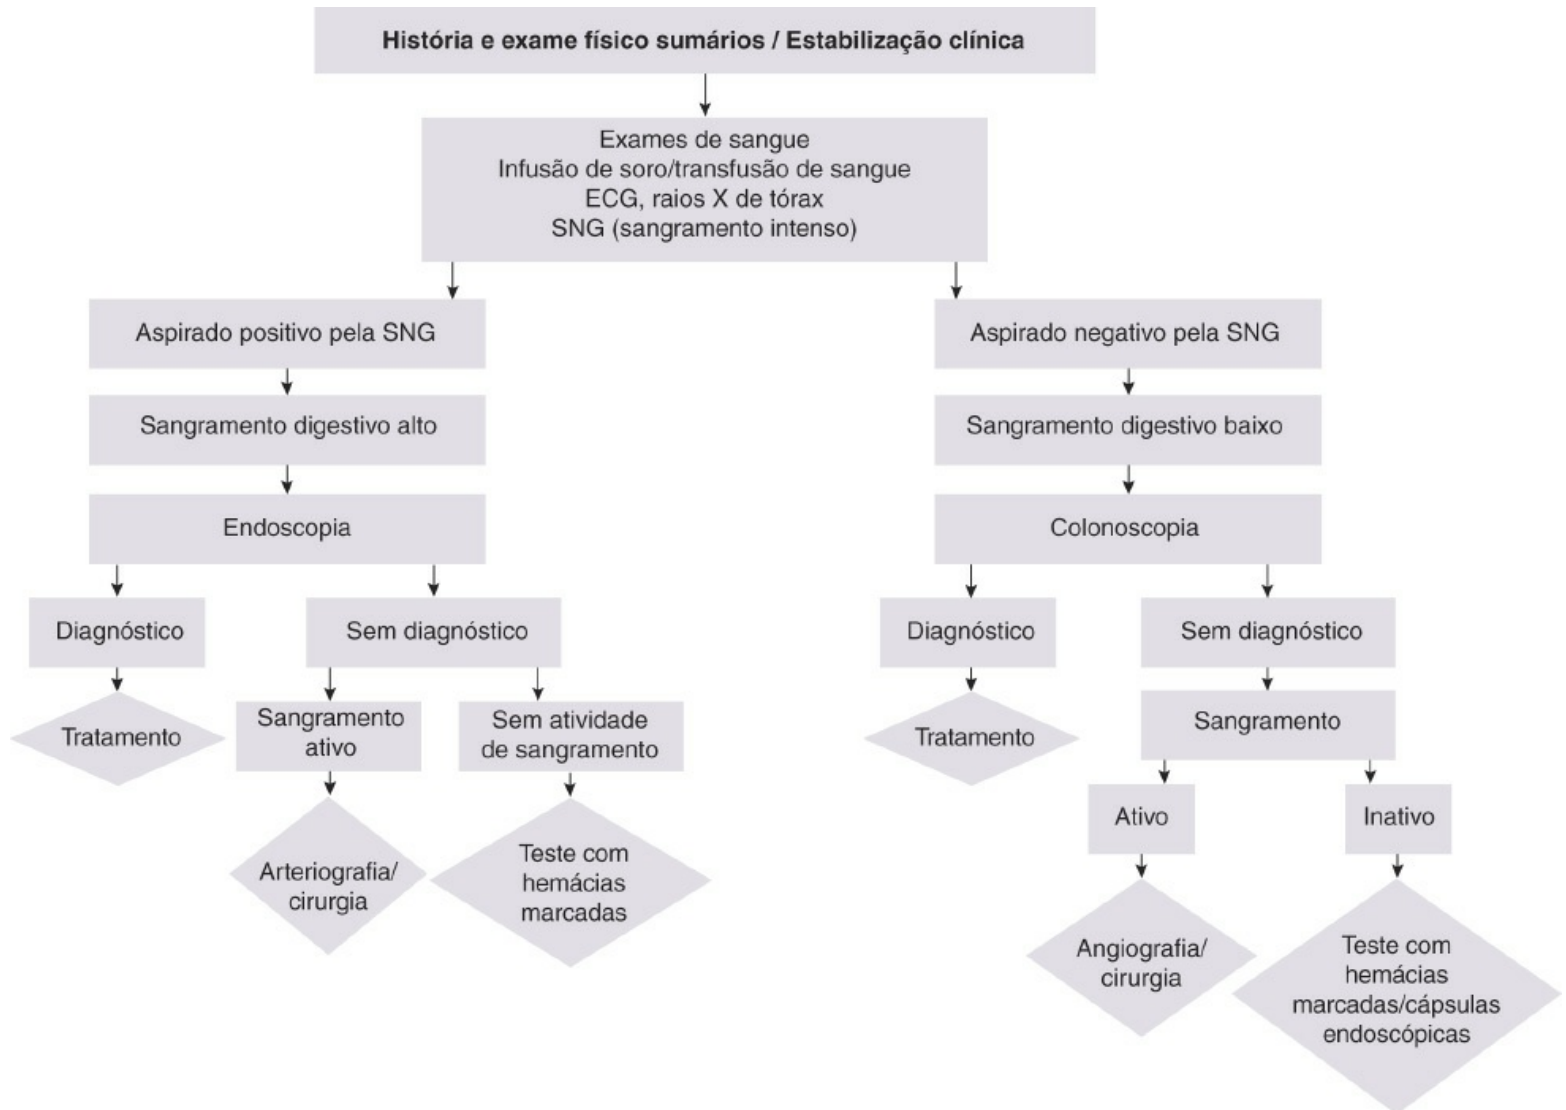 História e exame físico sumários / Estabilização clínica
Exames de sangue
Infusão de soro/transfusão de sangue
ECG, raios X de tórax
SNG (sangramento intenso)
Aspirado positivo pela SNG
Aspirado negativo pela SNG
Sangramento digestivo alto
Sangramento digestivo baixo
Endoscopia
Colonoscopia
Diagnóstico
Sem diagnóstico
Diagnóstico
Sem diagnóstico
Tratamento
Sangramento
ativo
Sem atividade
de sangramento
Tratamento
Sangramento
Ativo
Inativo
Arteriografia/
cirurgia
Teste com
hemácias
marcadas
Angiografia/
cirurgia
Teste com
hemácias
marcadas/cápsulas
endoscópicas